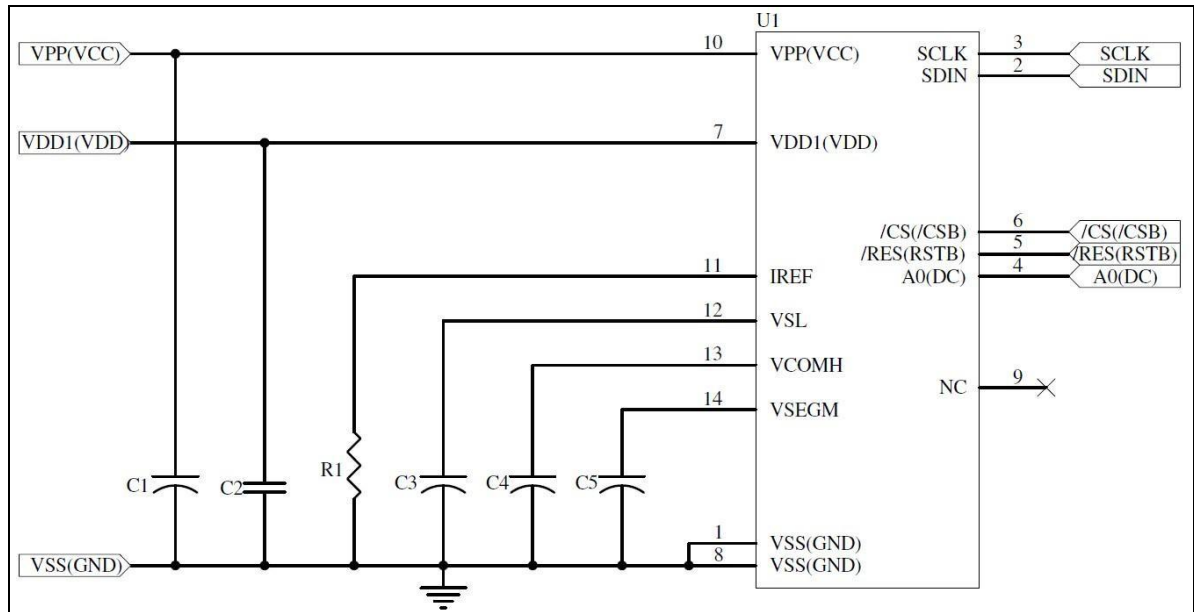 U1
VPP(VCC) 10 VPP(VCC) SCLK 3 SCLK
SDIN 2 SDIN
VDD1(VDD) 7 VDD1(VDD)
/CS(/CSB) 6 /CS(/CSB)
/RES(RSTB) 5 /RES(RSTB)
11 IREF A0(DC) 4 A0(DC)
12 VSL
13 VCOMH
NC 9
14 VSEGM
C1 C2 R1 C3 C4 C5
1 VSS(GND)
VSS(GND) 8 VSS(GND)